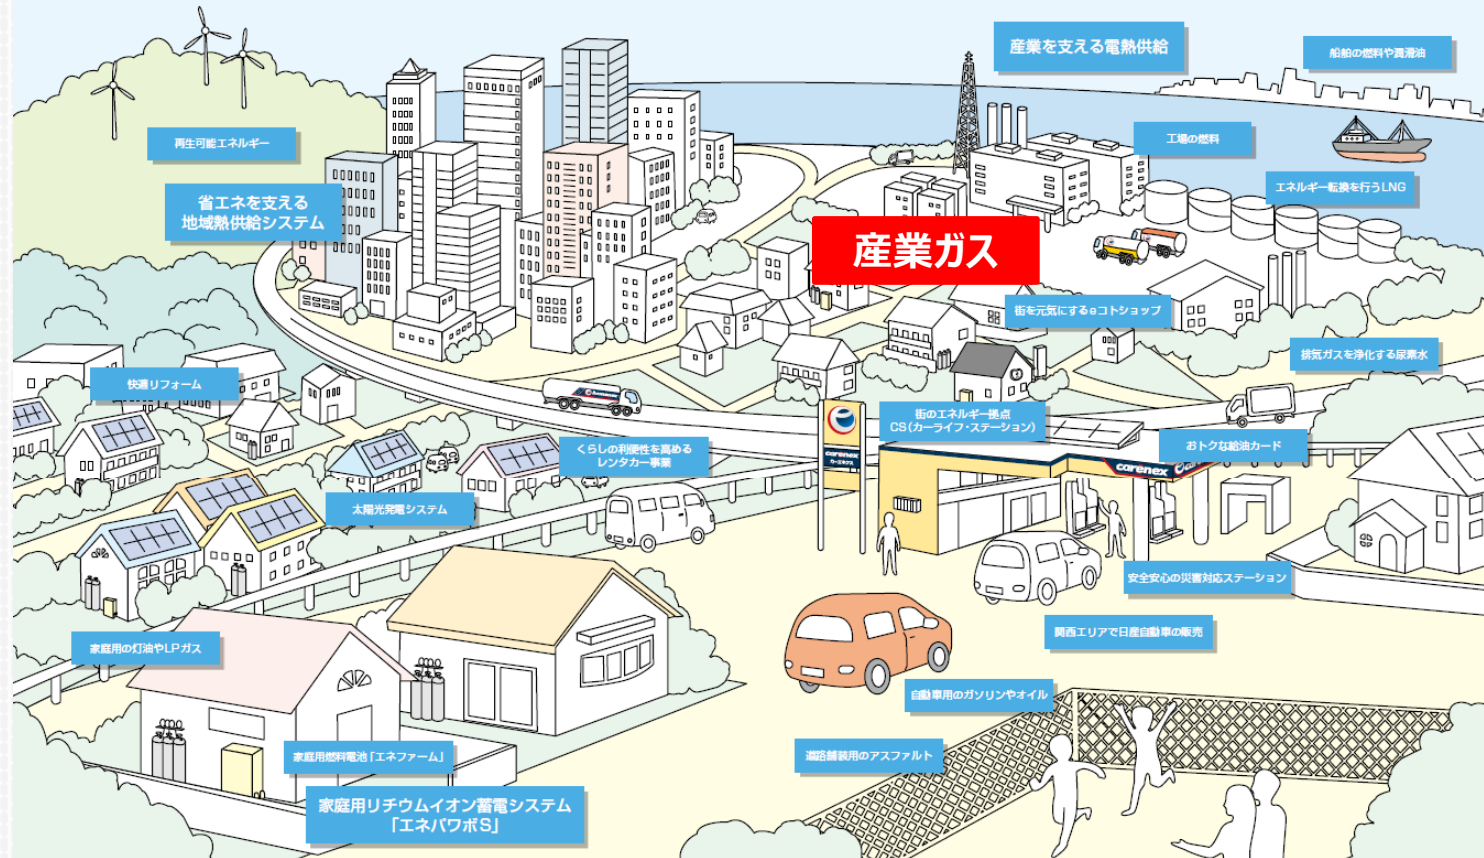 産業を支える電熱供給
船舶の燃料や潤滑油
再生可能エネルギー
工場の燃料
省エネを支える
地域熱供給システム
エネルギー転換を行うLNG
産業ガス
街を元気にするeコトショップ
排気ガスを浄化する尿素水
快適リフォーム
街のエネルギー拠点
CS(カーライフ・ステーション)
くらしの利便性を高める
レンタカー事業
おトクな給油カード
carenex
カーエネクス
carenex
太陽光発電システム
安全安心の災害対応ステーション
関西エリアで日産自動車の販売
家庭用の灯油やLPガス
自動車用のガソリンやオイル
道路舗装用のアスファルト
家庭用燃料電池「エネファーム」
家庭用リチウムイオン蓄電システム
「エネパワボS」